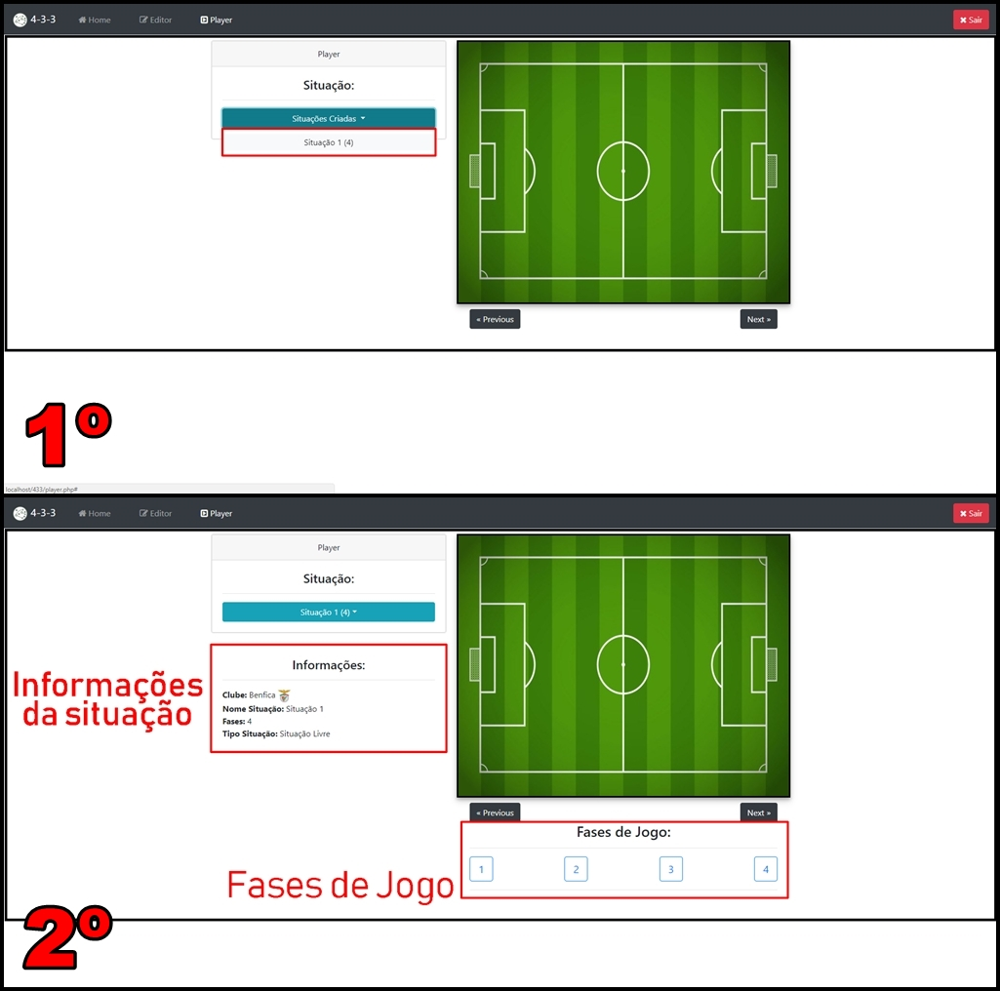 4-3-3 Home Editor Player Sair
Player
Situação:
Situações Criadas
Situação 1 (4)
« Previous Next »
1º
localhost/433/player.php#
4-3-3 Home Editor Player Sair
Player
Situação:
Situação 1 (4)
Informações:
Clube: Benfica
Nome Situação: Situação 1
Fases: 4
Tipo Situação: Situação Livre
Informações
da situação
« Previous Next »
Fases de Jogo:
1 2 3 4
Fases de Jogo
2º